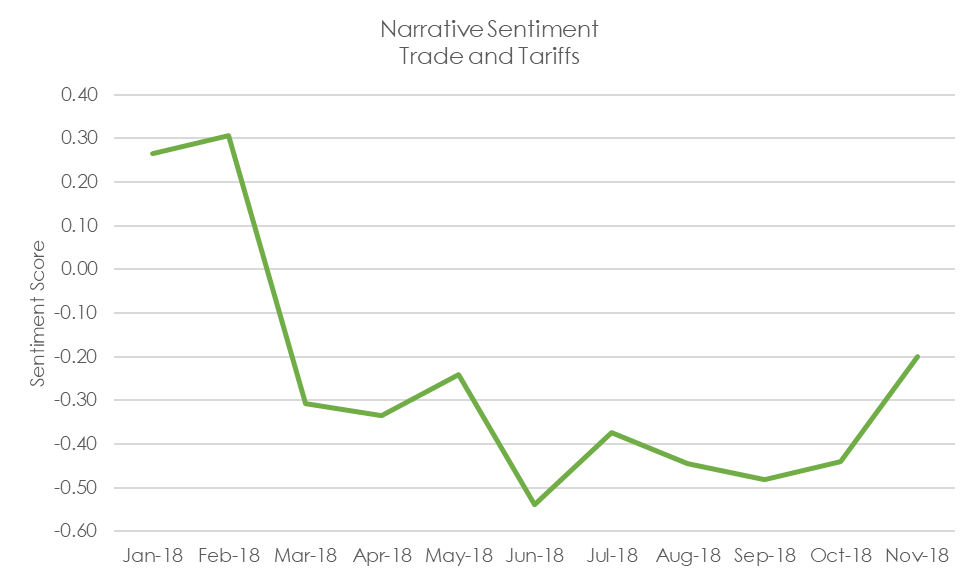 Narrative Sentiment
Trade and Tariffs
Sentiment Score
0.40
0.30
0.20
0.10
0.00
-0.10
-0.20
-0.30
-0.40
-0.50
-0.60
Jan-18 Feb-18 Mar-18 Apr-18 May-18 Jun-18 Jul-18 Aug-18 Sep-18 Oct-18 Nov-18